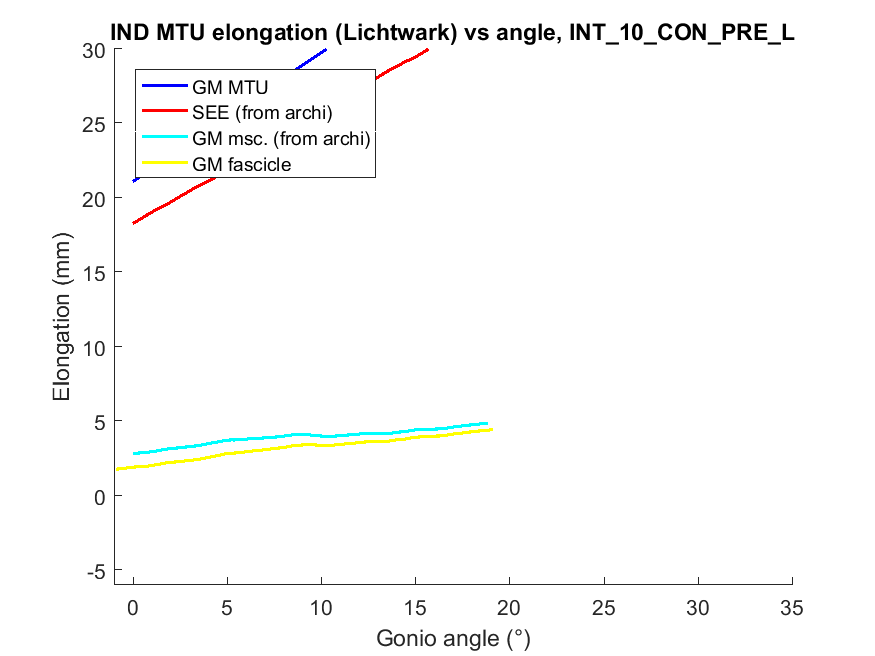 IND MTU elongation (Lichtwark) vs angle, INT_10_CON_PRE_L
30
25
20
15
10
5
0
-5
Elongation (mm)
GM MTU
SEE (from archi)
GM msc. (from archi)
GM fascicle
0 5 10 15 20 25 30 35
Gonio angle (°)